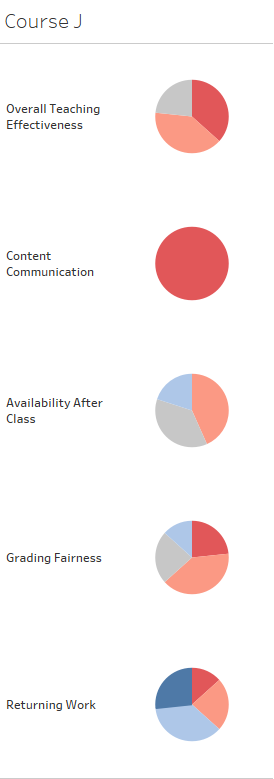 Course J
Overall Teaching
Effectiveness
Content
Communication
Availability After
Class
Grading Fairness
Returning Work